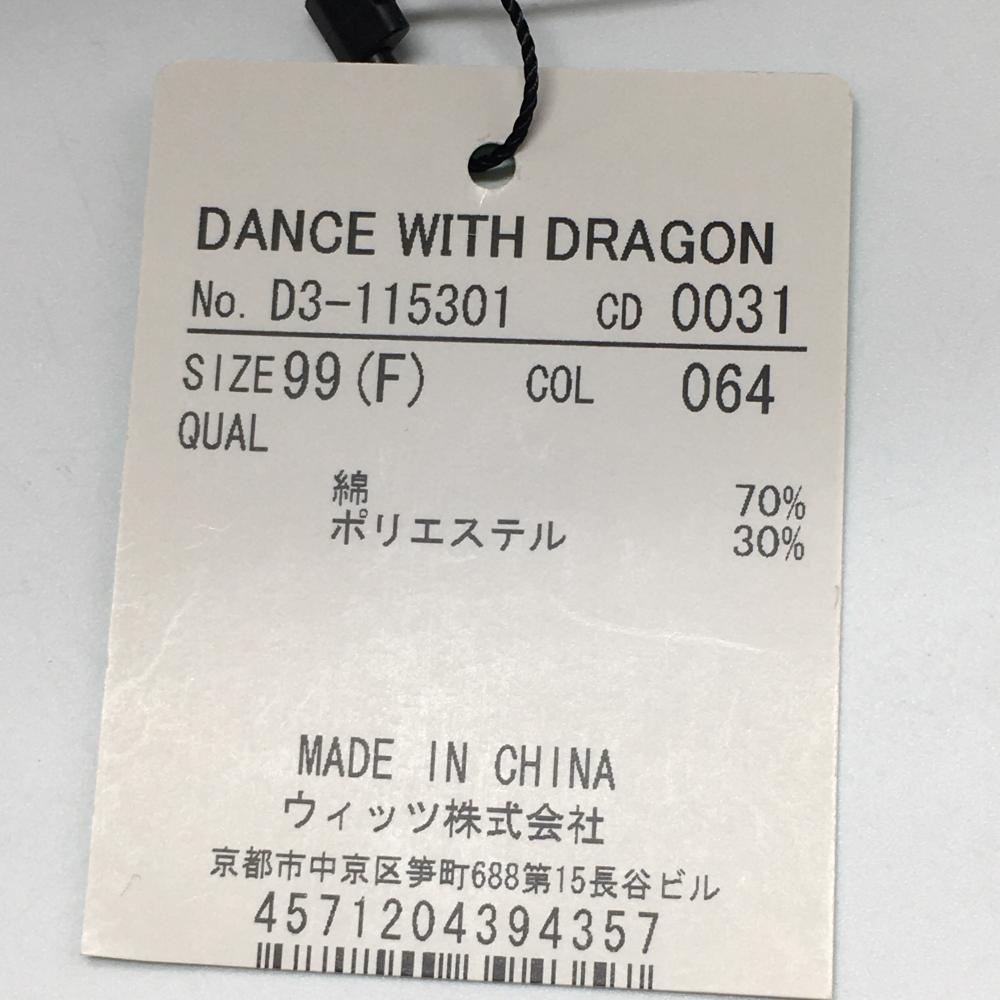 DANCE WITH DRAGON
No. D3-115301 CD 0031
SIZE 99 (F) COL 064
QUAL
綿 70%
ポリエステル 30%
MADE IN CHINA
ウィッツ株式会社
京都市中京区笋町688第15長谷ビル
4571204394357